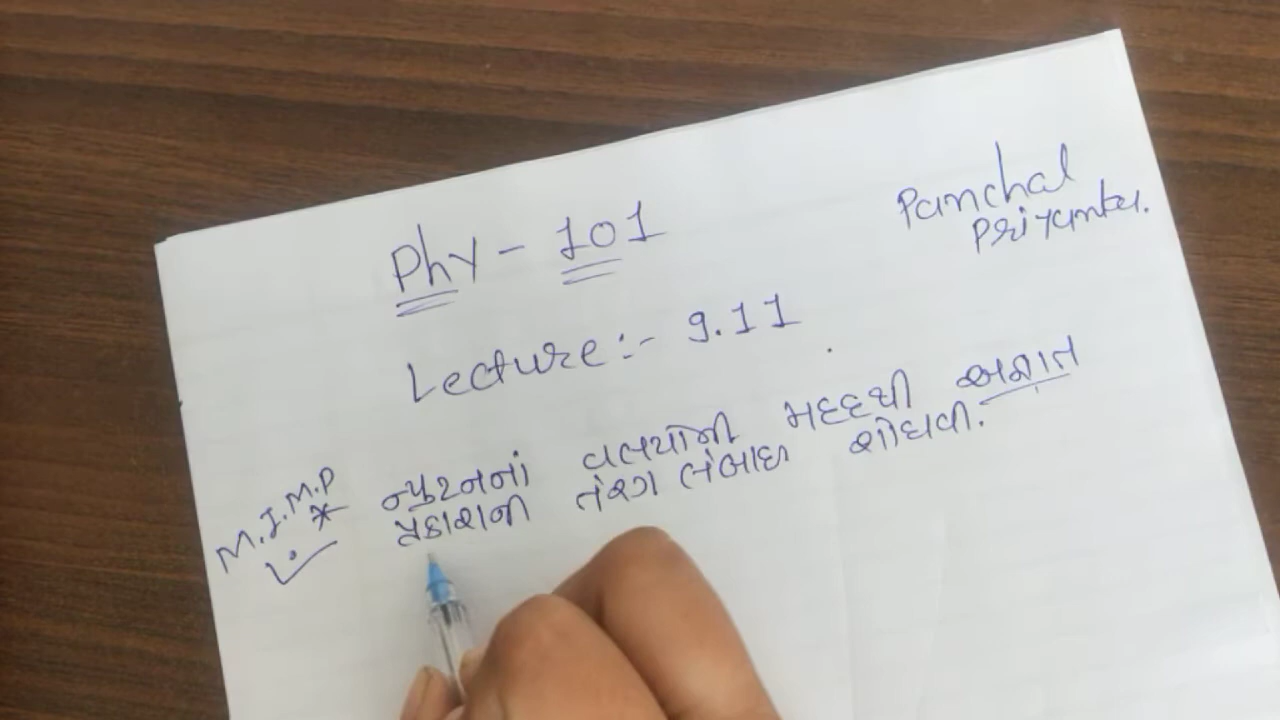 Phy - 101
Panchal
Priyanka.
Lecture :- 9.11
M.I.M.P
* ન્યુટનનાં વલયોની મદદથી અજ્ઞાત
પ્રકાશની તરંગ લંબાઇ શોધવી.